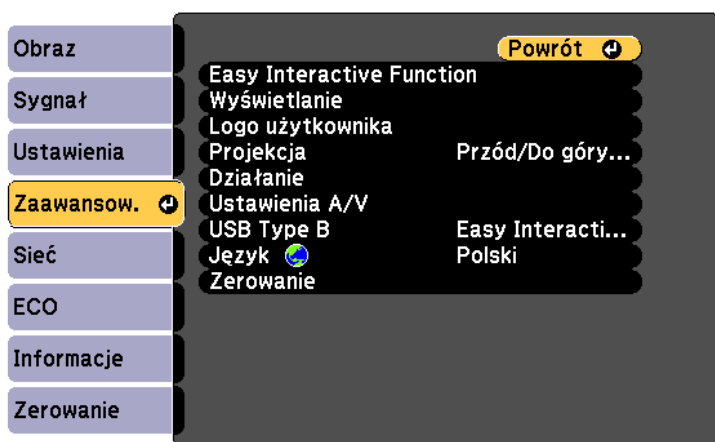 Obraz
Sygnał
Ustawienia
Zaawansow.
Sieć
ECO
Informacje
Zerowanie
Powrót
Easy Interactive Function
Wyświetlanie
Logo użytkownika
Projekcja Przód/Do góry...
Działanie
Ustawienia A/V
USB Type B Easy Interacti...
Język Polski
Zerowanie